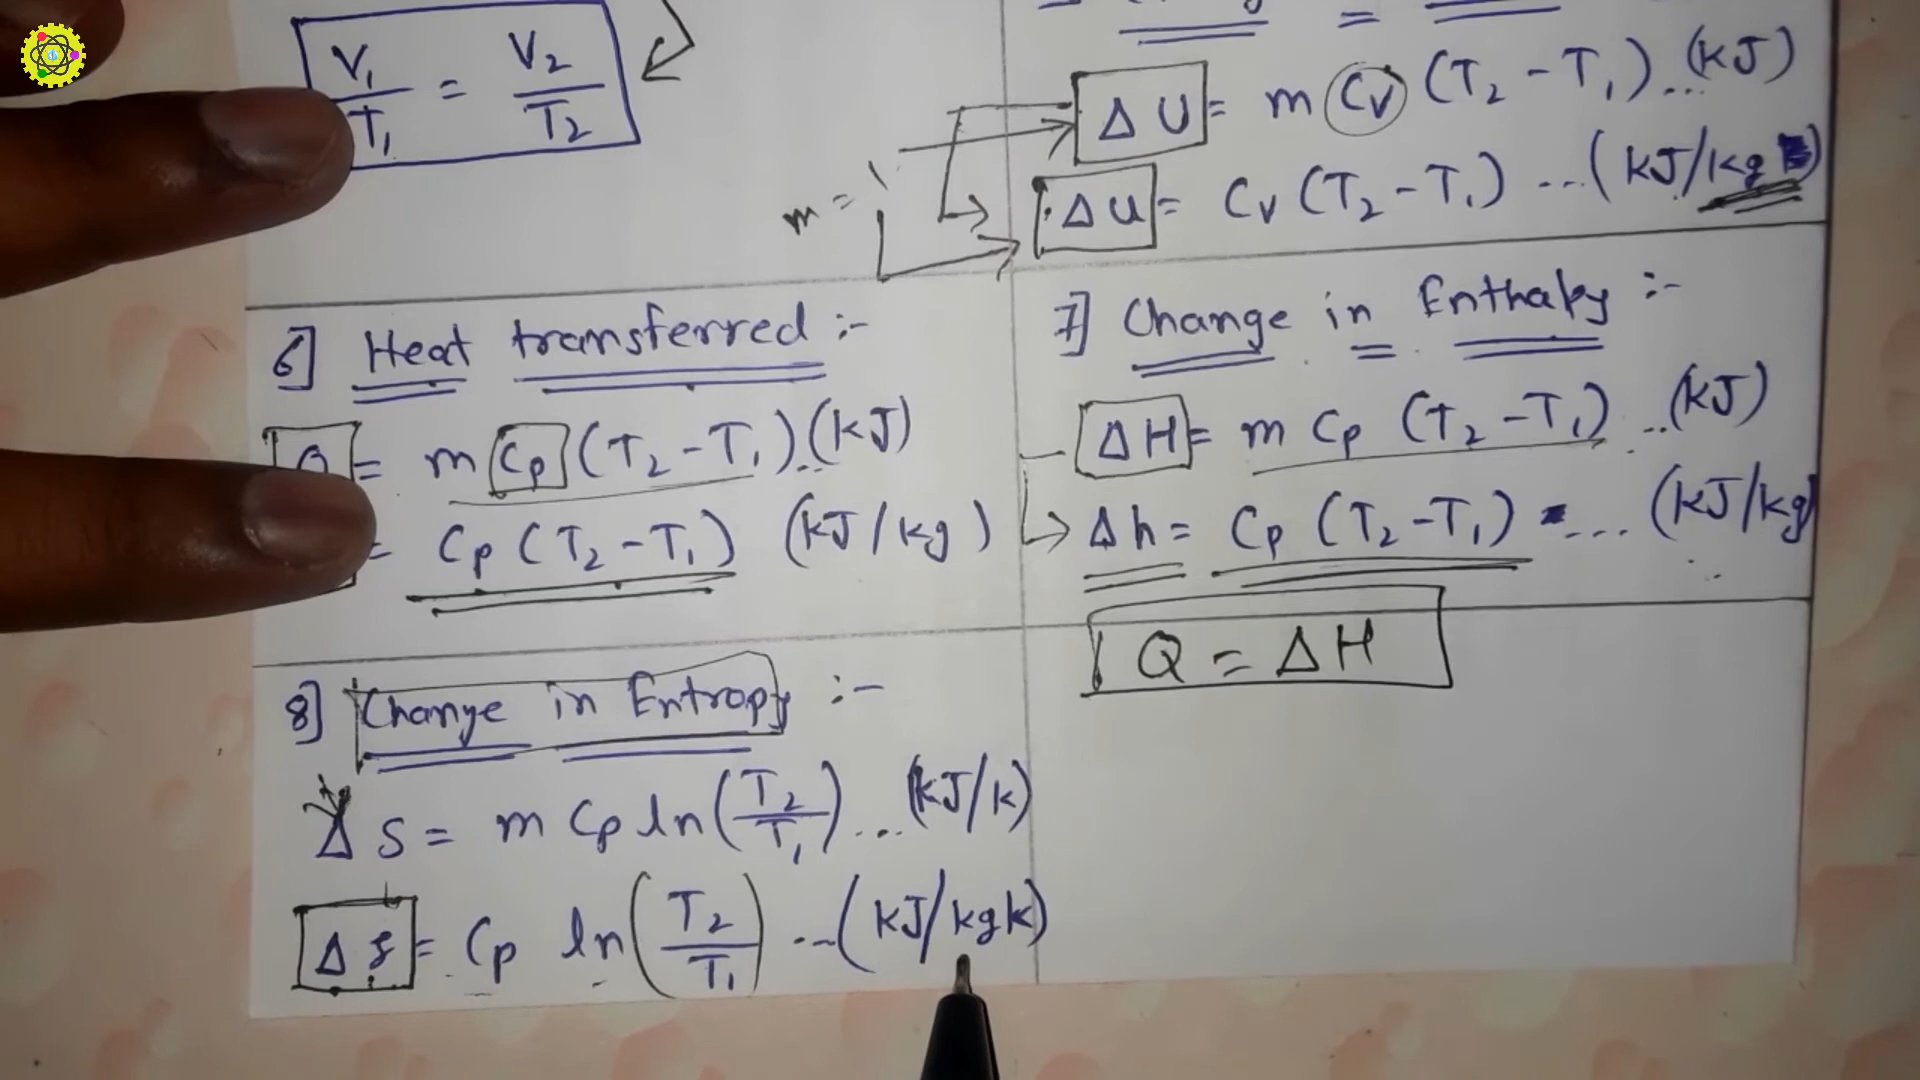 V₁/T₁ = V₂/T₂
ΔU = m Cv (T₂ - T₁)...(kJ)
m =
Δu = Cv (T₂ - T₁) ...(kJ/kg)
6] Heat transferred :-
Q = m Cp (T₂ - T₁)...(kJ)
= Cp (T₂ - T₁) (kJ/kg)
7] Change in Enthalpy :-
ΔH = m Cp (T₂ - T₁) ...(kJ)
Δh = Cp (T₂ - T₁) .... (kJ/kg)
Q = ΔH
8] Change in Entropy :-
ΔS = m Cp ln(T₂/T₁)...(kJ/k)
Δs = Cp ln(T₂/T₁) ...(kJ/kgk)